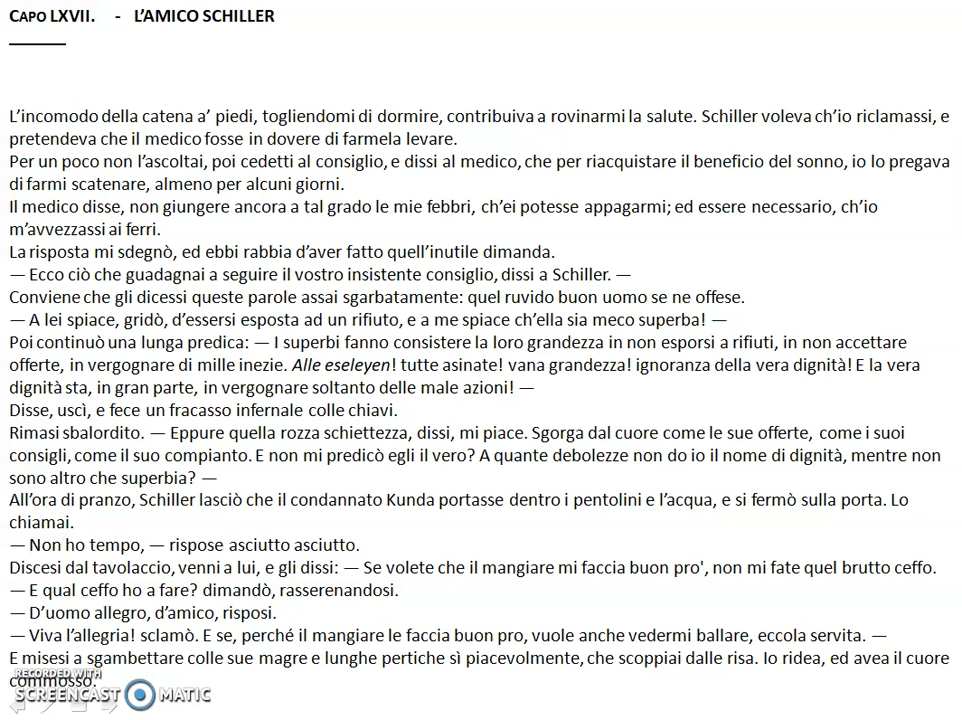 CAPO LXVII. - L’AMICO SCHILLER
L’incomodo della catena a’ piedi, togliendomi di dormire, contribuiva a rovinarmi la salute. Schiller voleva ch’io riclamassi, e
pretendeva che il medico fosse in dovere di farmela levare.
Per un poco non l’ascoltai, poi cedetti al consiglio, e dissi al medico, che per riacquistare il beneficio del sonno, io lo pregava
di farmi scatenare, almeno per alcuni giorni.
Il medico disse, non giungere ancora a tal grado le mie febbri, ch’ei potesse appagarmi; ed essere necessario, ch’io
m’avvezzassi ai ferri.
La risposta mi sdegnò, ed ebbi rabbia d’aver fatto quell’inutile dimanda.
— Ecco ciò che guadagnai a seguire il vostro insistente consiglio, dissi a Schiller. —
Conviene che gli dicessi queste parole assai sgarbatamente: quel ruvido buon uomo se ne offese.
— A lei spiace, gridò, d’essersi esposta ad un rifiuto, e a me spiace ch’ella sia meco superba! —
Poi continuò una lunga predica: — I superbi fanno consistere la loro grandezza in non esporsi a rifiuti, in non accettare
offerte, in vergognare di mille inezie. Alle eseleyen! tutte asinate! vana grandezza! ignoranza della vera dignità! E la vera
dignità sta, in gran parte, in vergognare soltanto delle male azioni! —
Disse, uscì, e fece un fracasso infernale colle chiavi.
Rimasi sbalordito. — Eppure quella rozza schiettezza, dissi, mi piace. Sgorga dal cuore come le sue offerte, come i suoi
consigli, come il suo compianto. E non mi predicò egli il vero? A quante debolezze non do io il nome di dignità, mentre non
sono altro che superbia? —
All’ora di pranzo, Schiller lasciò che il condannato Kunda portasse dentro i pentolini e l’acqua, e si fermò sulla porta. Lo
chiamai.
— Non ho tempo, — rispose asciutto asciutto.
Discesi dal tavolaccio, venni a lui, e gli dissi: — Se volete che il mangiare mi faccia buon pro', non mi fate quel brutto ceffo.
— E qual ceffo ho a fare? dimandò, rasserenandosi.
— D’uomo allegro, d’amico, risposi.
— Viva l’allegria! sclamò. E se, perché il mangiare le faccia buon pro, vuole anche vedermi ballare, eccola servita. —
E misesi a sgambettare colle sue magre e lunghe pertiche sì piacevolmente, che scoppiai dalle risa. Io ridea, ed avea il cuore
commosso.
RECORDED WITH
SCREENCAST MATIC